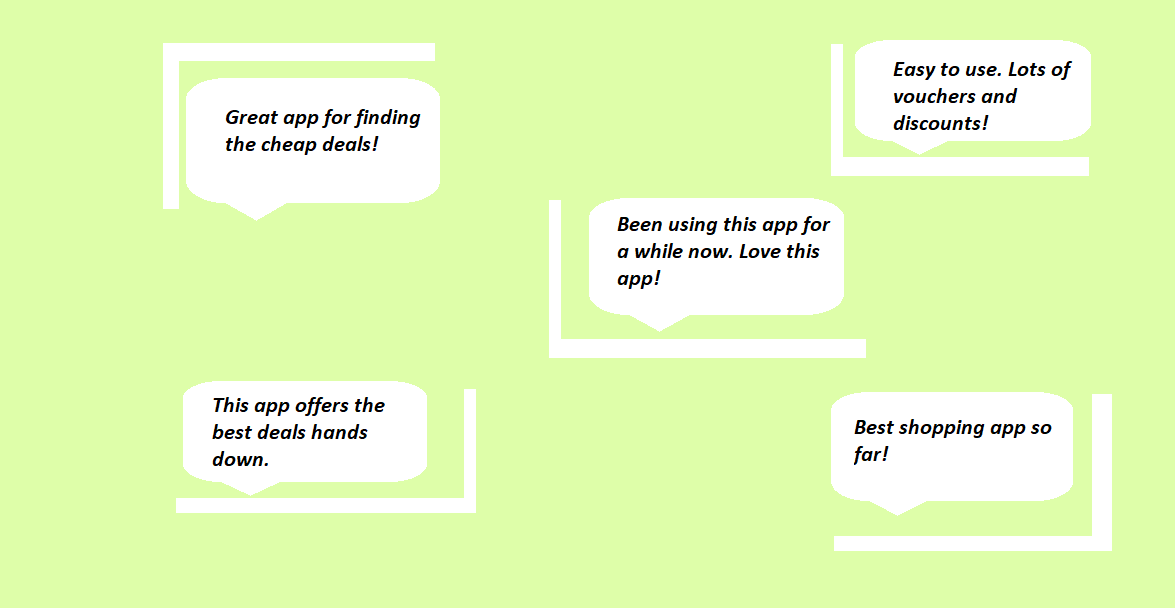 Great app for finding
the cheap deals!
Easy to use. Lots of
vouchers and
discounts!
Been using this app for
a while now. Love this
app!
This app offers the
best deals hands
down.
Best shopping app so
far!